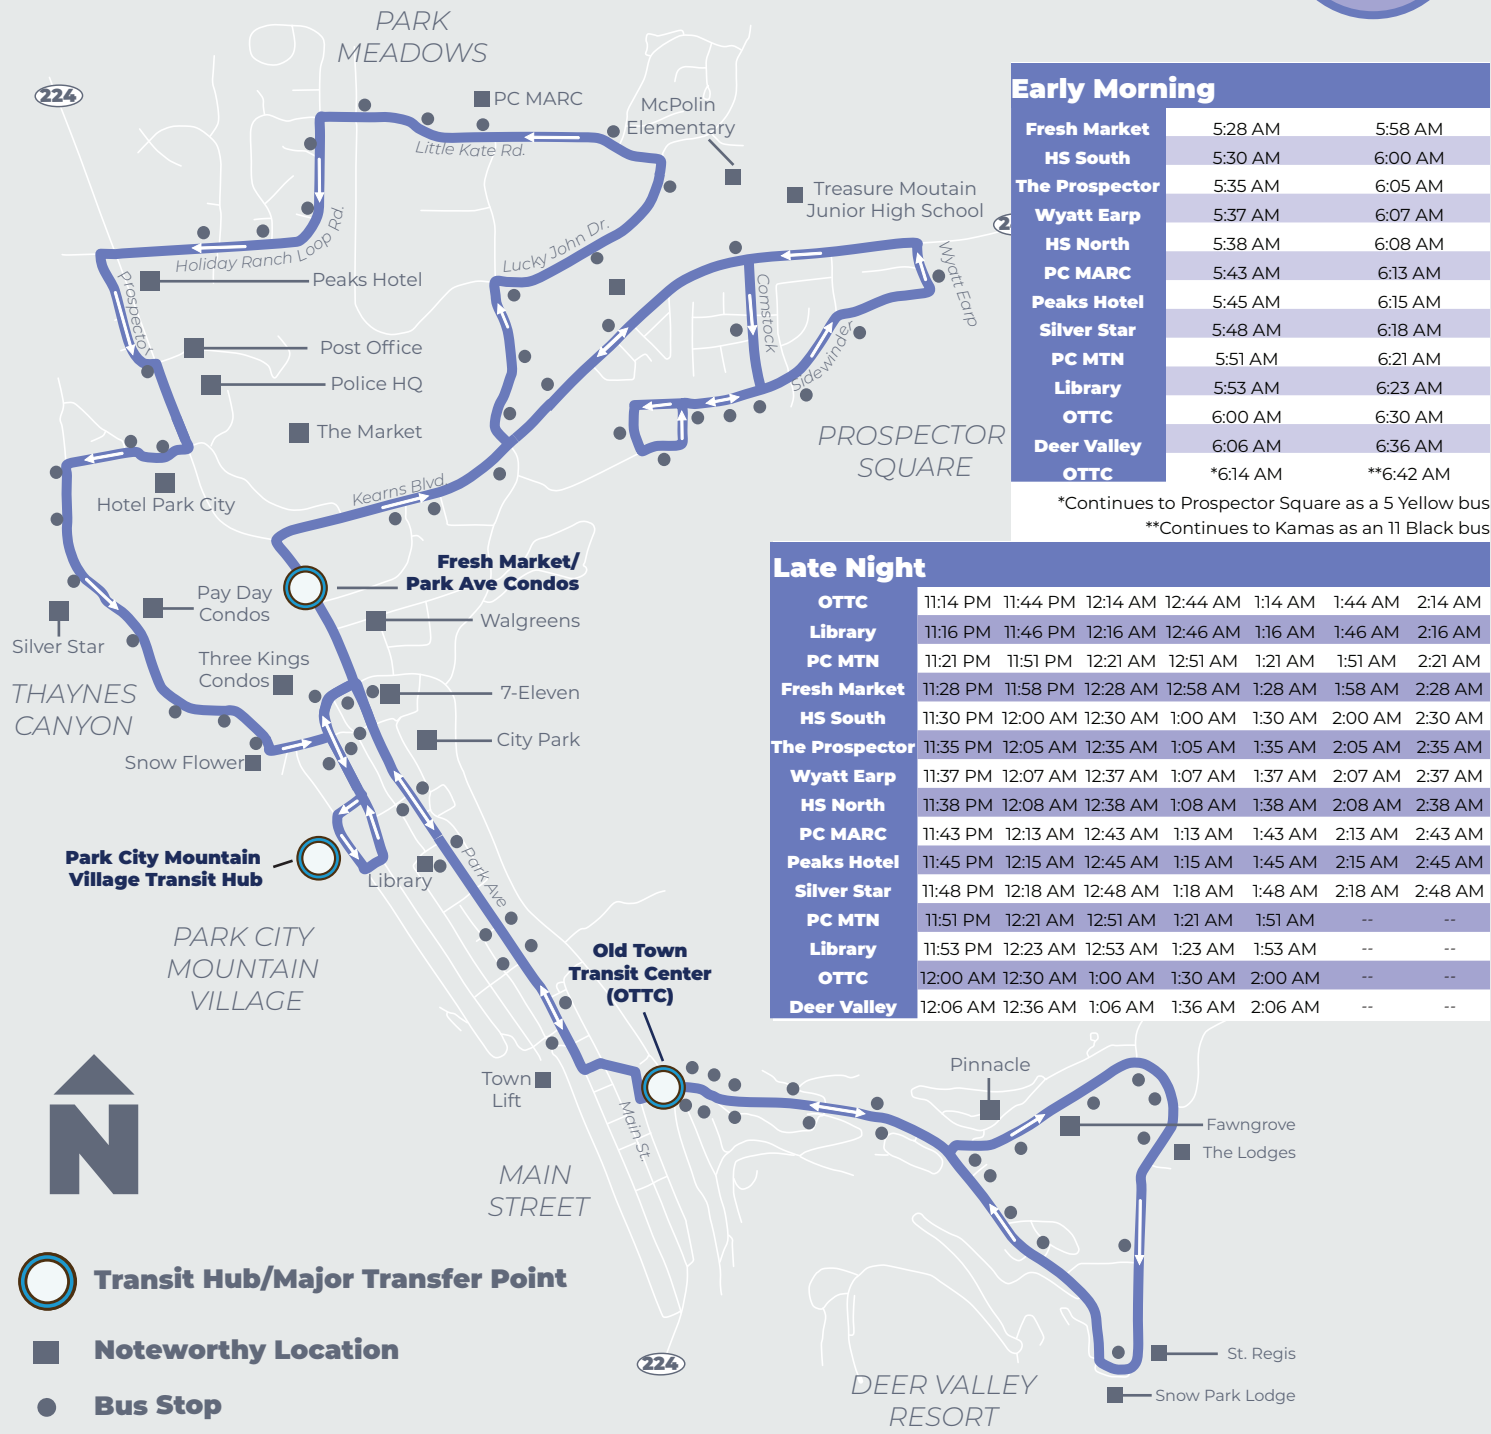 PARK
MEADOWS
224
PC MARC
McPolin
Elementary
Little Kate Rd.
Treasure Moutain
Junior High School
2
Holiday Ranch Loop Rd.
Lucky John Dr.
Wyatt Earp
Comstock
Sidewinder
Prospector
Peaks Hotel
Post Office
Police HQ
The Market
PROSPECTOR
SQUARE
Hotel Park City
Kearns Blvd.
Fresh Market/
Park Ave Condos
Pay Day
Condos
Walgreens
Silver Star
Three Kings
Condos
THAYNES
CANYON
7-Eleven
City Park
Snow Flower
Park City Mountain
Village Transit Hub
Library
Park Ave
PARK CITY
MOUNTAIN
VILLAGE
Old Town
Transit Center
(OTTC)
Town
Lift
Main St.
MAIN
STREET
Pinnacle
Fawngrove
The Lodges
St. Regis
Snow Park Lodge
DEER VALLEY
RESORT
224
N
Transit Hub/Major Transfer Point
Noteworthy Location
Bus Stop
Early Morning
Fresh Market 5:28 AM 5:58 AM
HS South 5:30 AM 6:00 AM
The Prospector 5:35 AM 6:05 AM
Wyatt Earp 5:37 AM 6:07 AM
HS North 5:38 AM 6:08 AM
PC MARC 5:43 AM 6:13 AM
Peaks Hotel 5:45 AM 6:15 AM
Silver Star 5:48 AM 6:18 AM
PC MTN 5:51 AM 6:21 AM
Library 5:53 AM 6:23 AM
OTTC 6:00 AM 6:30 AM
Deer Valley 6:06 AM 6:36 AM
OTTC *6:14 AM **6:42 AM
*Continues to Prospector Square as a 5 Yellow bus
**Continues to Kamas as an 11 Black bus
Late Night
OTTC 11:14 PM 11:44 PM 12:14 AM 12:44 AM 1:14 AM 1:44 AM 2:14 AM
Library 11:16 PM 11:46 PM 12:16 AM 12:46 AM 1:16 AM 1:46 AM 2:16 AM
PC MTN 11:21 PM 11:51 PM 12:21 AM 12:51 AM 1:21 AM 1:51 AM 2:21 AM
Fresh Market 11:28 PM 11:58 PM 12:28 AM 12:58 AM 1:28 AM 1:58 AM 2:28 AM
HS South 11:30 PM 12:00 AM 12:30 AM 1:00 AM 1:30 AM 2:00 AM 2:30 AM
The Prospector 11:35 PM 12:05 AM 12:35 AM 1:05 AM 1:35 AM 2:05 AM 2:35 AM
Wyatt Earp 11:37 PM 12:07 AM 12:37 AM 1:07 AM 1:37 AM 2:07 AM 2:37 AM
HS North 11:38 PM 12:08 AM 12:38 AM 1:08 AM 1:38 AM 2:08 AM 2:38 AM
PC MARC 11:43 PM 12:13 AM 12:43 AM 1:13 AM 1:43 AM 2:13 AM 2:43 AM
Peaks Hotel 11:45 PM 12:15 AM 12:45 AM 1:15 AM 1:45 AM 2:15 AM 2:45 AM
Silver Star 11:48 PM 12:18 AM 12:48 AM 1:18 AM 1:48 AM 2:18 AM 2:48 AM
PC MTN 11:51 PM 12:21 AM 12:51 AM 1:21 AM 1:51 AM -- --
Library 11:53 PM 12:23 AM 12:53 AM 1:23 AM 1:53 AM -- --
OTTC 12:00 AM 12:30 AM 1:00 AM 1:30 AM 2:00 AM -- --
Deer Valley 12:06 AM 12:36 AM 1:06 AM 1:36 AM 2:06 AM -- --